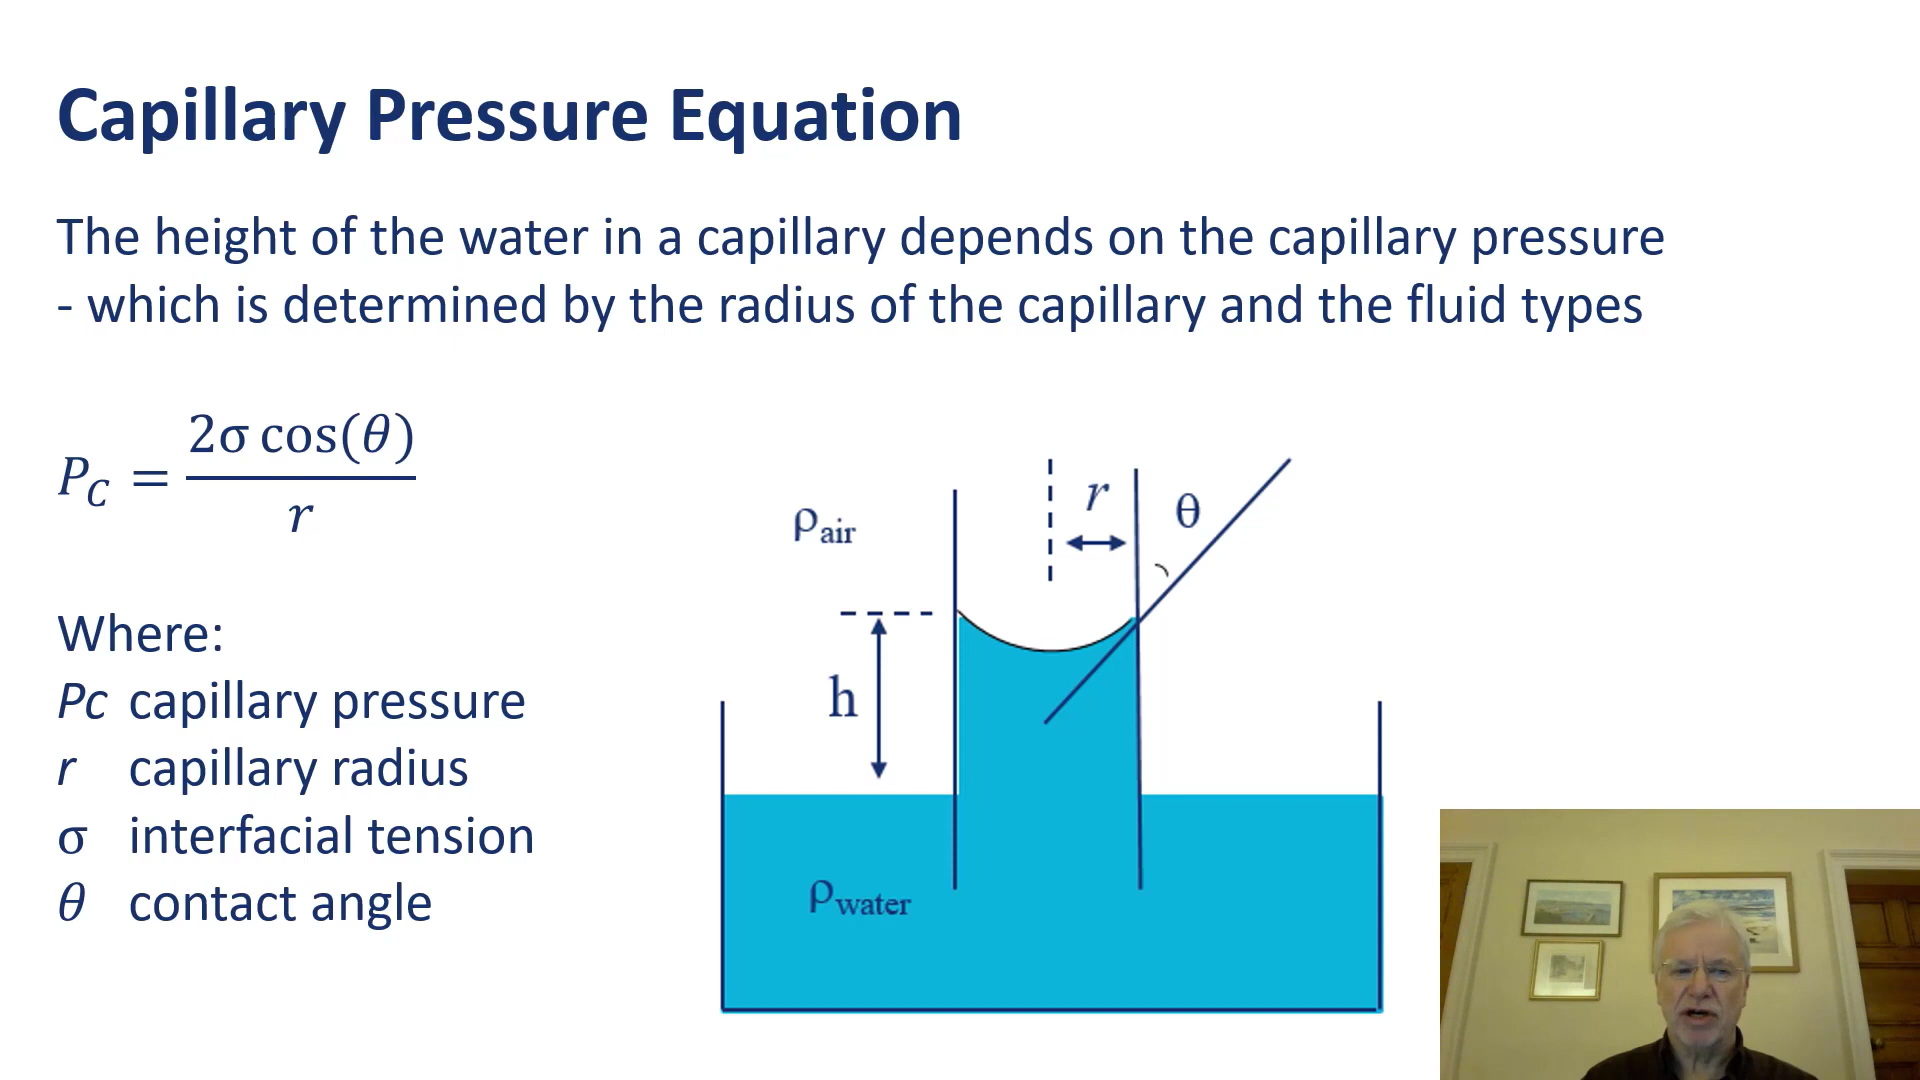 Capillary Pressure Equation
The height of the water in a capillary depends on the capillary pressure
- which is determined by the radius of the capillary and the fluid types
P_C = 2σ cos(θ) / r
Where:
Pc capillary pressure
r capillary radius
σ interfacial tension
θ contact angle
ρ_air
r
θ
h
ρ_water